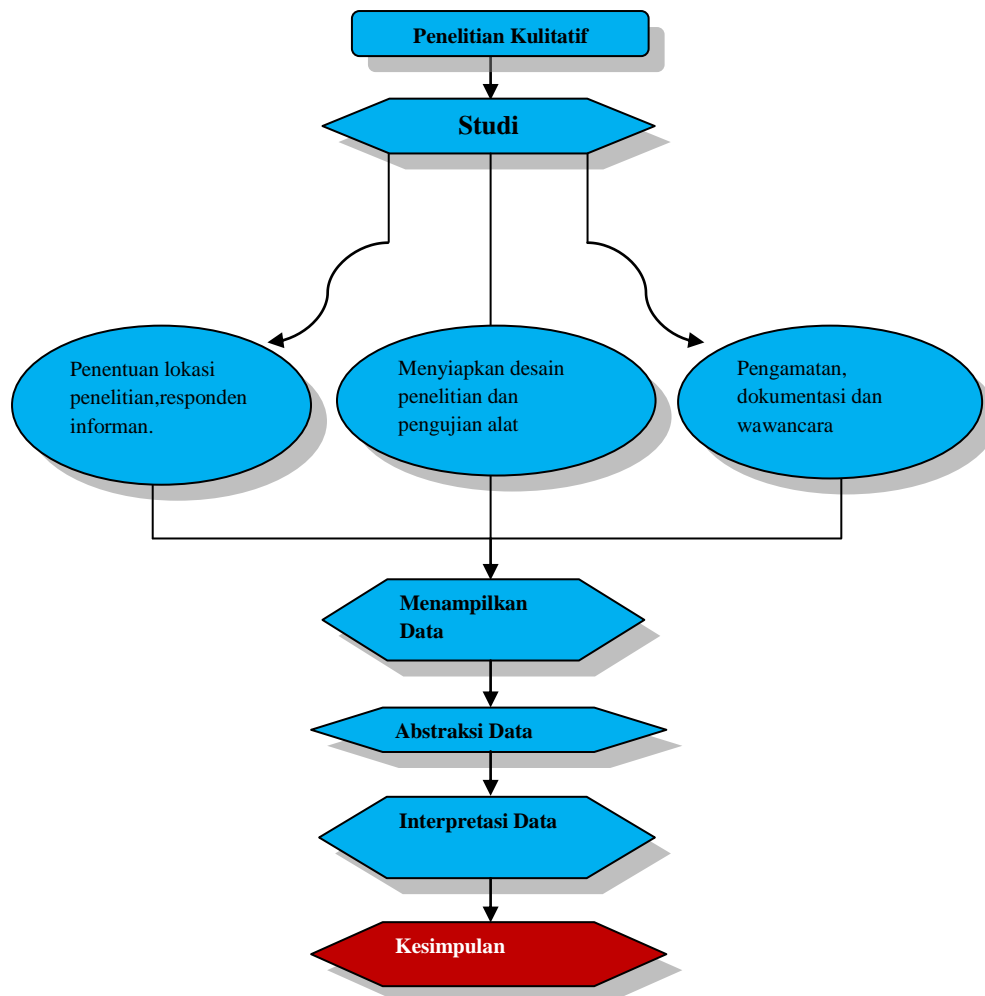 Penelitian Kulitatif
Studi
Penentuan lokasi
penelitian,responden
informan.
Menyiapkan desain
penelitian dan
pengujian alat
Pengamatan,
dokumentasi dan
wawancara
Menampilkan
Data
Abstraksi Data
Interpretasi Data
Kesimpulan